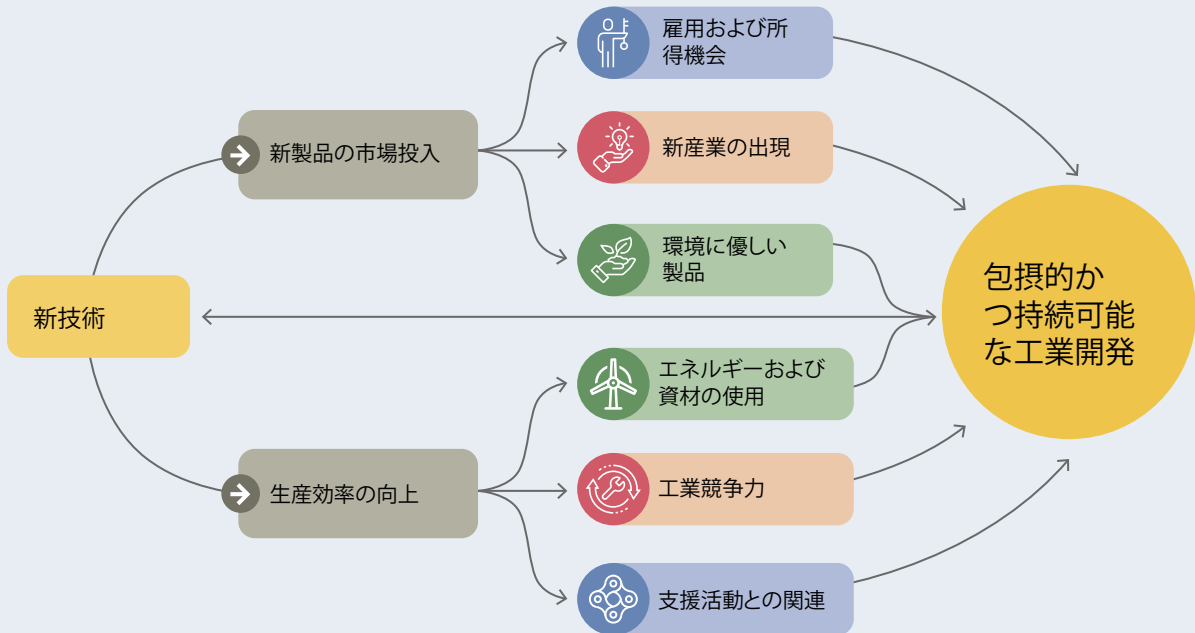 雇用および所
得機会
新製品の市場投入
新産業の出現
環境に優しい
製品
新技術
包摂的か
つ持続可能
な工業開発
エネルギーおよび
資材の使用
生産効率の向上
工業競争力
支援活動との関連